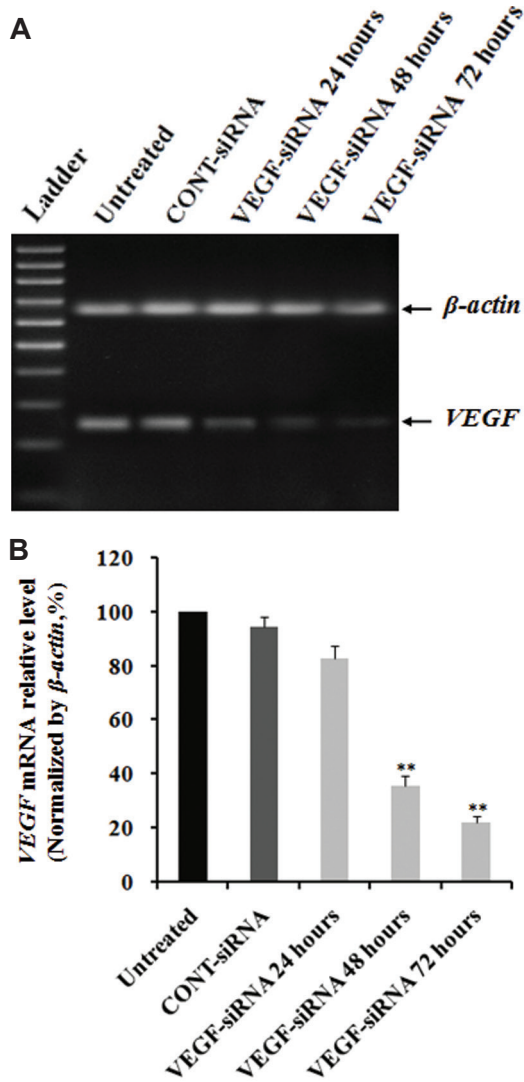 A
Ladder
Untreated
CONT-siRNA
VEGF-siRNA 24 hours
VEGF-siRNA 48 hours
VEGF-siRNA 72 hours
β-actin
VEGF
B
VEGF mRNA relative level
(Normalized by β-actin,%)
120
100
80
60
40
20
0
**
**
Untreated
CONT-siRNA
VEGF-siRNA 24 hours
VEGF-siRNA 48 hours
VEGF-siRNA 72 hours